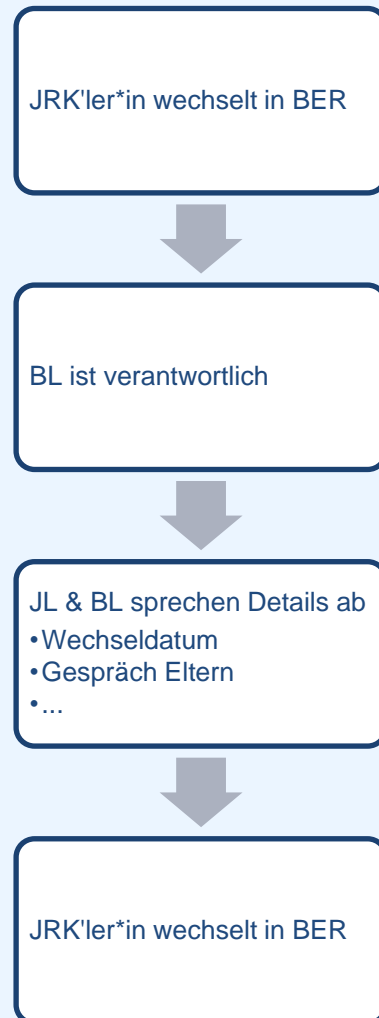 JRK'ler*in wechselt in BER
BL ist verantwortlich
JL & BL sprechen Details ab
•Wechseldatum
•Gespräch Eltern
•...
JRK'ler*in wechselt in BER